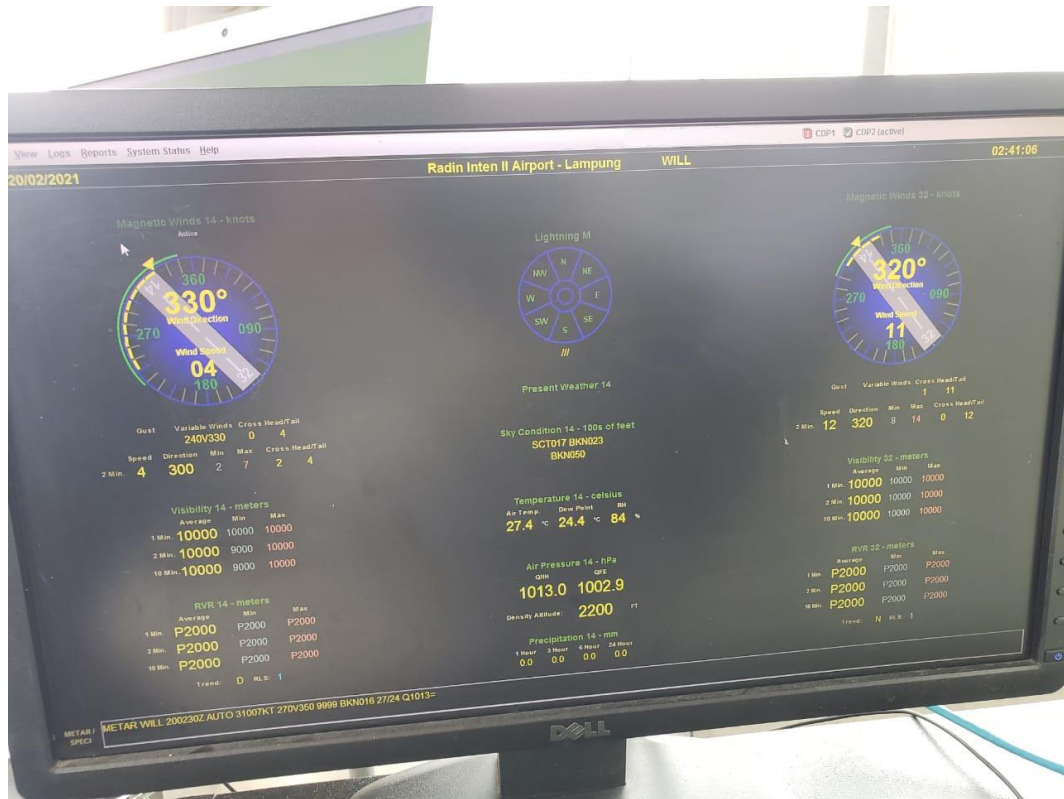 View Logs Reports System Status Help
CDP1 CDP2 (active)
20/02/2021
Radin Inten II Airport - Lampung WILL
02:41:06
Magnetic Winds 14 - knots
Active
360
14
330°
Wind Direction
270 090
Wind Speed
04
180
32
Gust Variable Winds Cross Head/Tail
240V330 0 4
Speed Direction Min Max Cross Head/Tail
2 Min. 4 300 2 7 2 4
Visibility 14 - meters
Average Min Max
1 Min. 10000 10000 10000
2 Min. 10000 9000 10000
10 Min. 10000 9000 10000
RVR 14 - meters
Average Min Max
1 Min. P2000 P2000 P2000
2 Min. P2000 P2000 P2000
10 Min. P2000 P2000 P2000
Trend: D RLS: 1
Lightning M
N
NW NE
W E
SW SE
S
///
Present Weather 14
Sky Condition 14 - 100s of feet
SCT017 BKN023
BKN050
Temperature 14 - celsius
Air Temp. Dew Point RH
27.4 °C 24.4 °C 84 %
Air Pressure 14 - hPa
QNH QFE
1013.0 1002.9
Density Altitude: 2200 FT
Precipitation 14 - mm
1 Hour 3 Hour 6 Hour 24 Hour
0.0 0.0 0.0 0.0
Magnetic Winds 32 - knots
14
360
320°
Wind Direction
270 090
Wind Speed
11
180
32
Gust Variable Winds Cross Head/Tail
1 11
Speed Direction Min Max Cross Head/Tail
2 Min. 12 320 8 14 0 12
Visibility 32 - meters
Average Min Max
1 Min. 10000 10000 10000
2 Min. 10000 10000 10000
10 Min. 10000 10000 10000
RVR 32 - meters
Average Min Max
1 Min. P2000 P2000 P2000
2 Min. P2000 P2000 P2000
10 Min. P2000 P2000 P2000
Trend: N RLS: 1
METAR / SPECI
METAR WILL 200230Z AUTO 31007KT 270V350 9999 BKN016 27/24 Q1013=
DELL